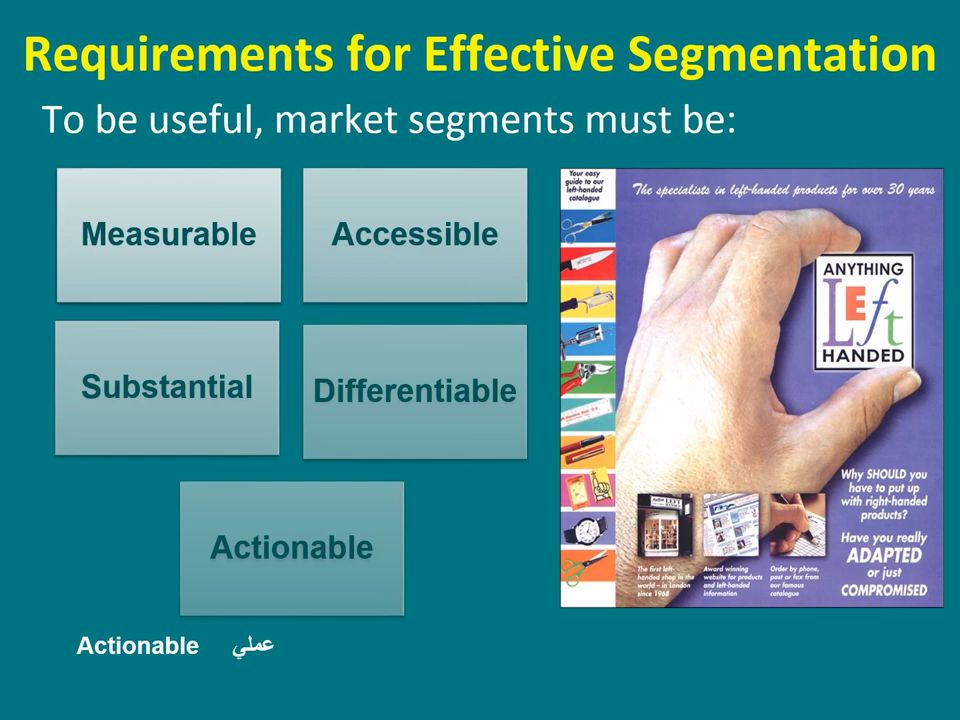 Requirements for Effective Segmentation
To be useful, market segments must be:
Measurable
Accessible
Substantial
Differentiable
Actionable
Actionable عملي
Your easy
guide to our
left-handed
catalogue
The specialists in left-handed products for over 30 years
ANYTHING
LEft
HANDED
Why SHOULD you
have to put up
with right-handed
products?
Have you really
ADAPTED
or just
COMPROMISED
The first left-
handed shop in the
world – in London
since 1968
Award winning
website for products
and left-handed
information
Order by phone,
post or fax from
our famous
catalogue